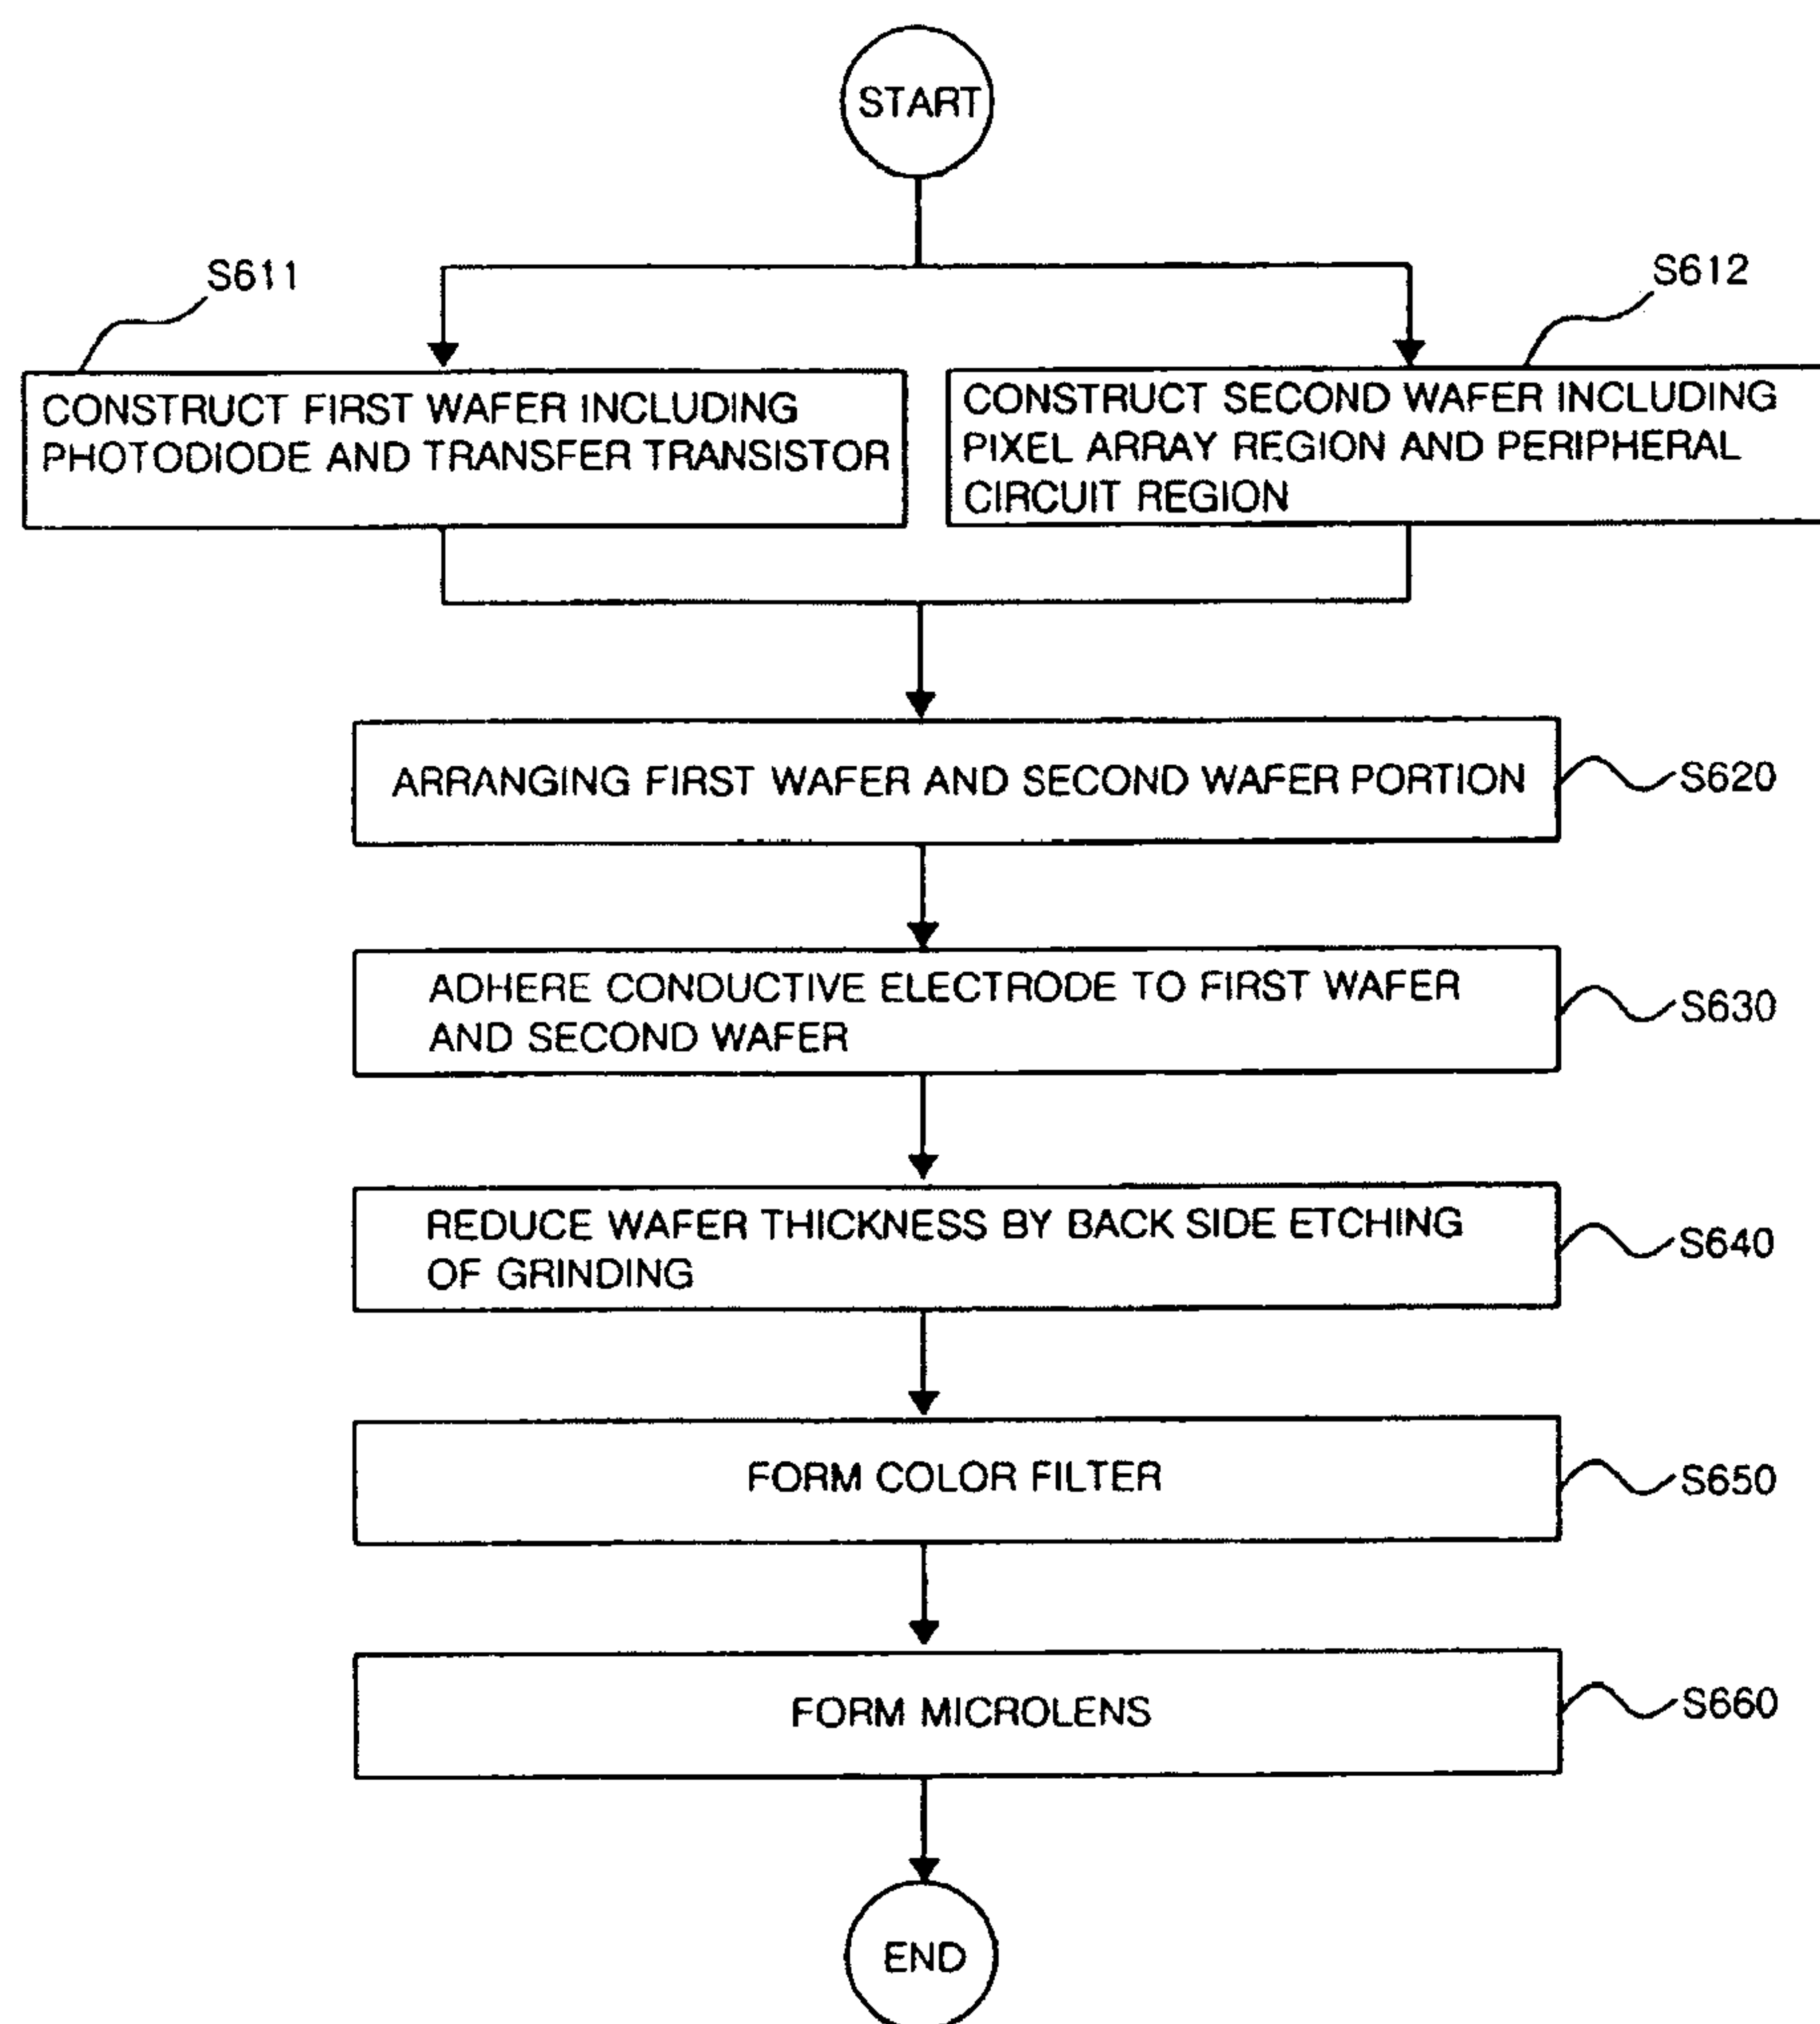 START
S611
S612
CONSTRUCT FIRST WAFER INCLUDING
PHOTODIODE AND TRANSFER TRANSISTOR
CONSTRUCT SECOND WAFER INCLUDING
PIXEL ARRAY REGION AND PERIPHERAL
CIRCUIT REGION
ARRANGING FIRST WAFER AND SECOND WAFER PORTION
S620
ADHERE CONDUCTIVE ELECTRODE TO FIRST WAFER
AND SECOND WAFER
S630
REDUCE WAFER THICKNESS BY BACK SIDE ETCHING
OF GRINDING
S640
FORM COLOR FILTER
S650
FORM MICROLENS
S660
END